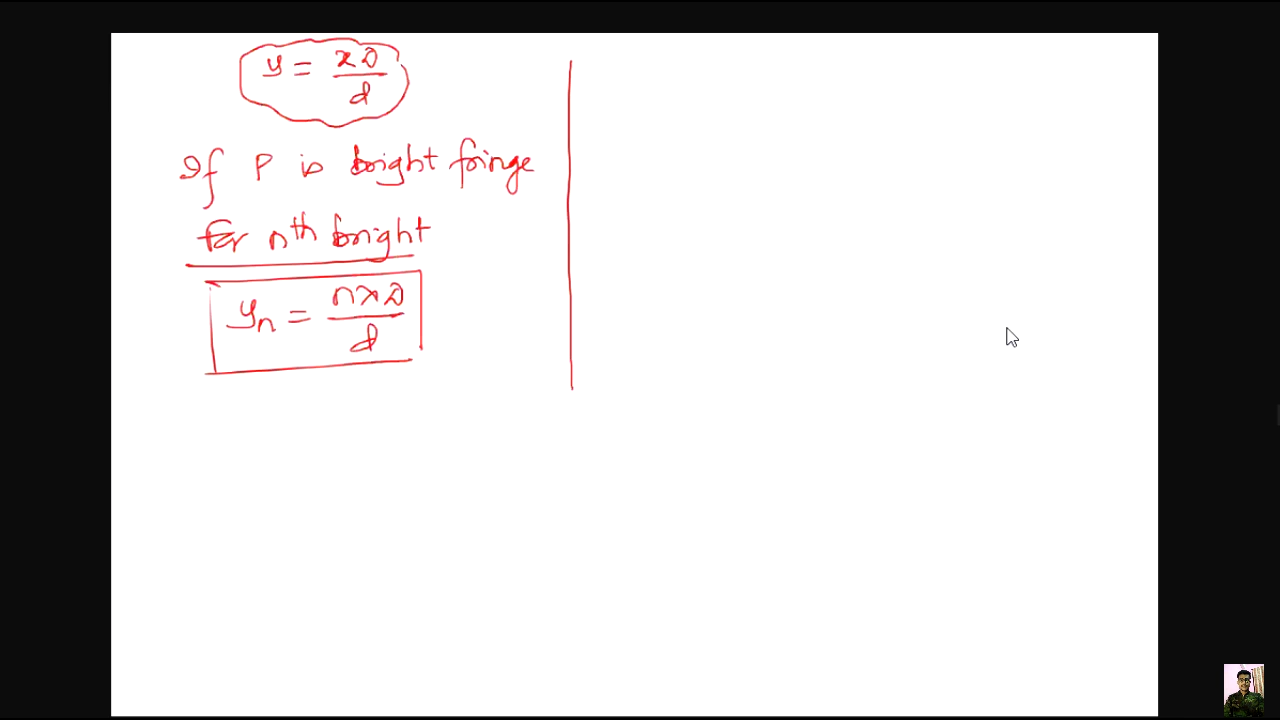 y = xD/d
If P is bright fringe
for nth bright
yn = nλD/d